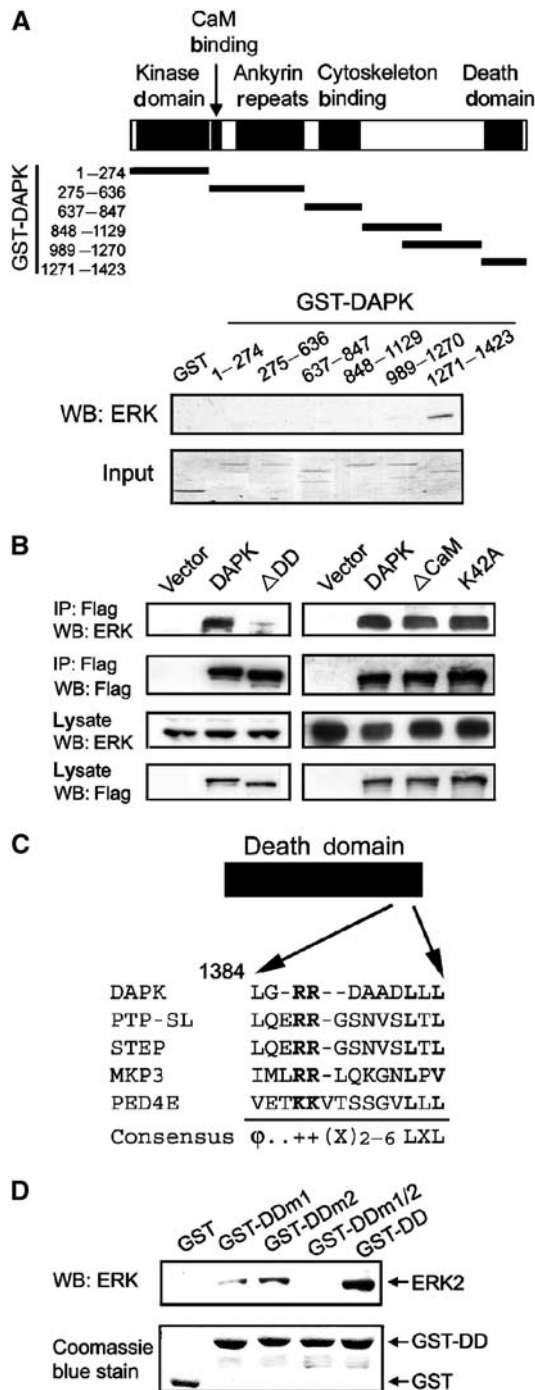 A
CaM
binding
Kinase domain
Ankyrin repeats
Cytoskeleton binding
Death domain
GST-DAPK
1–274
275–636
637–847
848–1129
989–1270
1271–1423
GST-DAPK
GST 1–274 275–636 637–847 848–1129 989–1270 1271–1423
WB: ERK
Input
B
Vector DAPK △DD Vector DAPK △CaM K42A
IP: Flag
WB: ERK
IP: Flag
WB: Flag
Lysate
WB: ERK
Lysate
WB: Flag
C
Death domain
1384
DAPK LG-RR--DAADLLL
PTP-SL LQERR-GSNVSLTL
STEP LQERR-GSNVSLTL
MKP3 IMLRR-LQKGNLPV
PED4E VETKKVTSSGVLLL
Consensus φ..++(X)2-6 LXL
D
GST GST-DDm1 GST-DDm2 GST-DDm1/2 GST-DD
WB: ERK ←ERK2
Coomassie
blue stain
←GST-DD
←GST